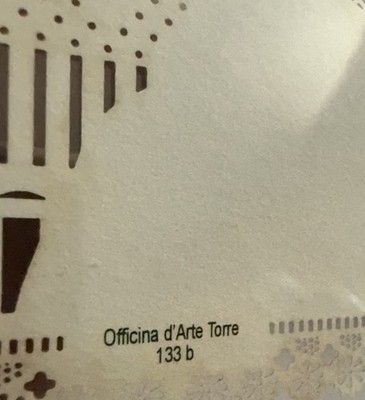 Officina d'Arte Torre
133 b